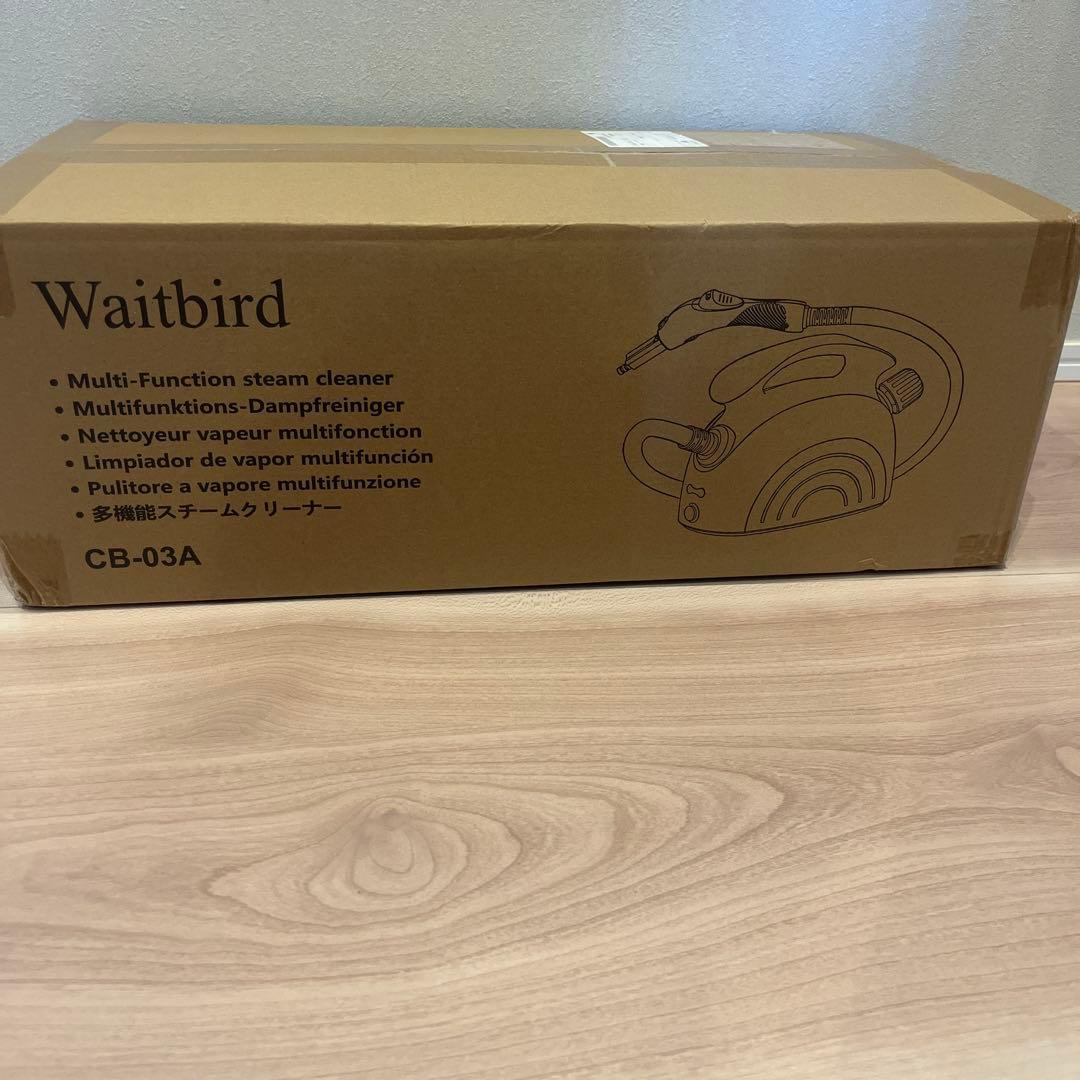 Waitbird
• Multi-Function steam cleaner
• Multifunktions-Dampfreiniger
• Nettoyeur vapeur multifonction
• Limpiador de vapor multifunción
• Pulitore a vapore multifunzione
• 多機能スチームクリーナー
CB-03A